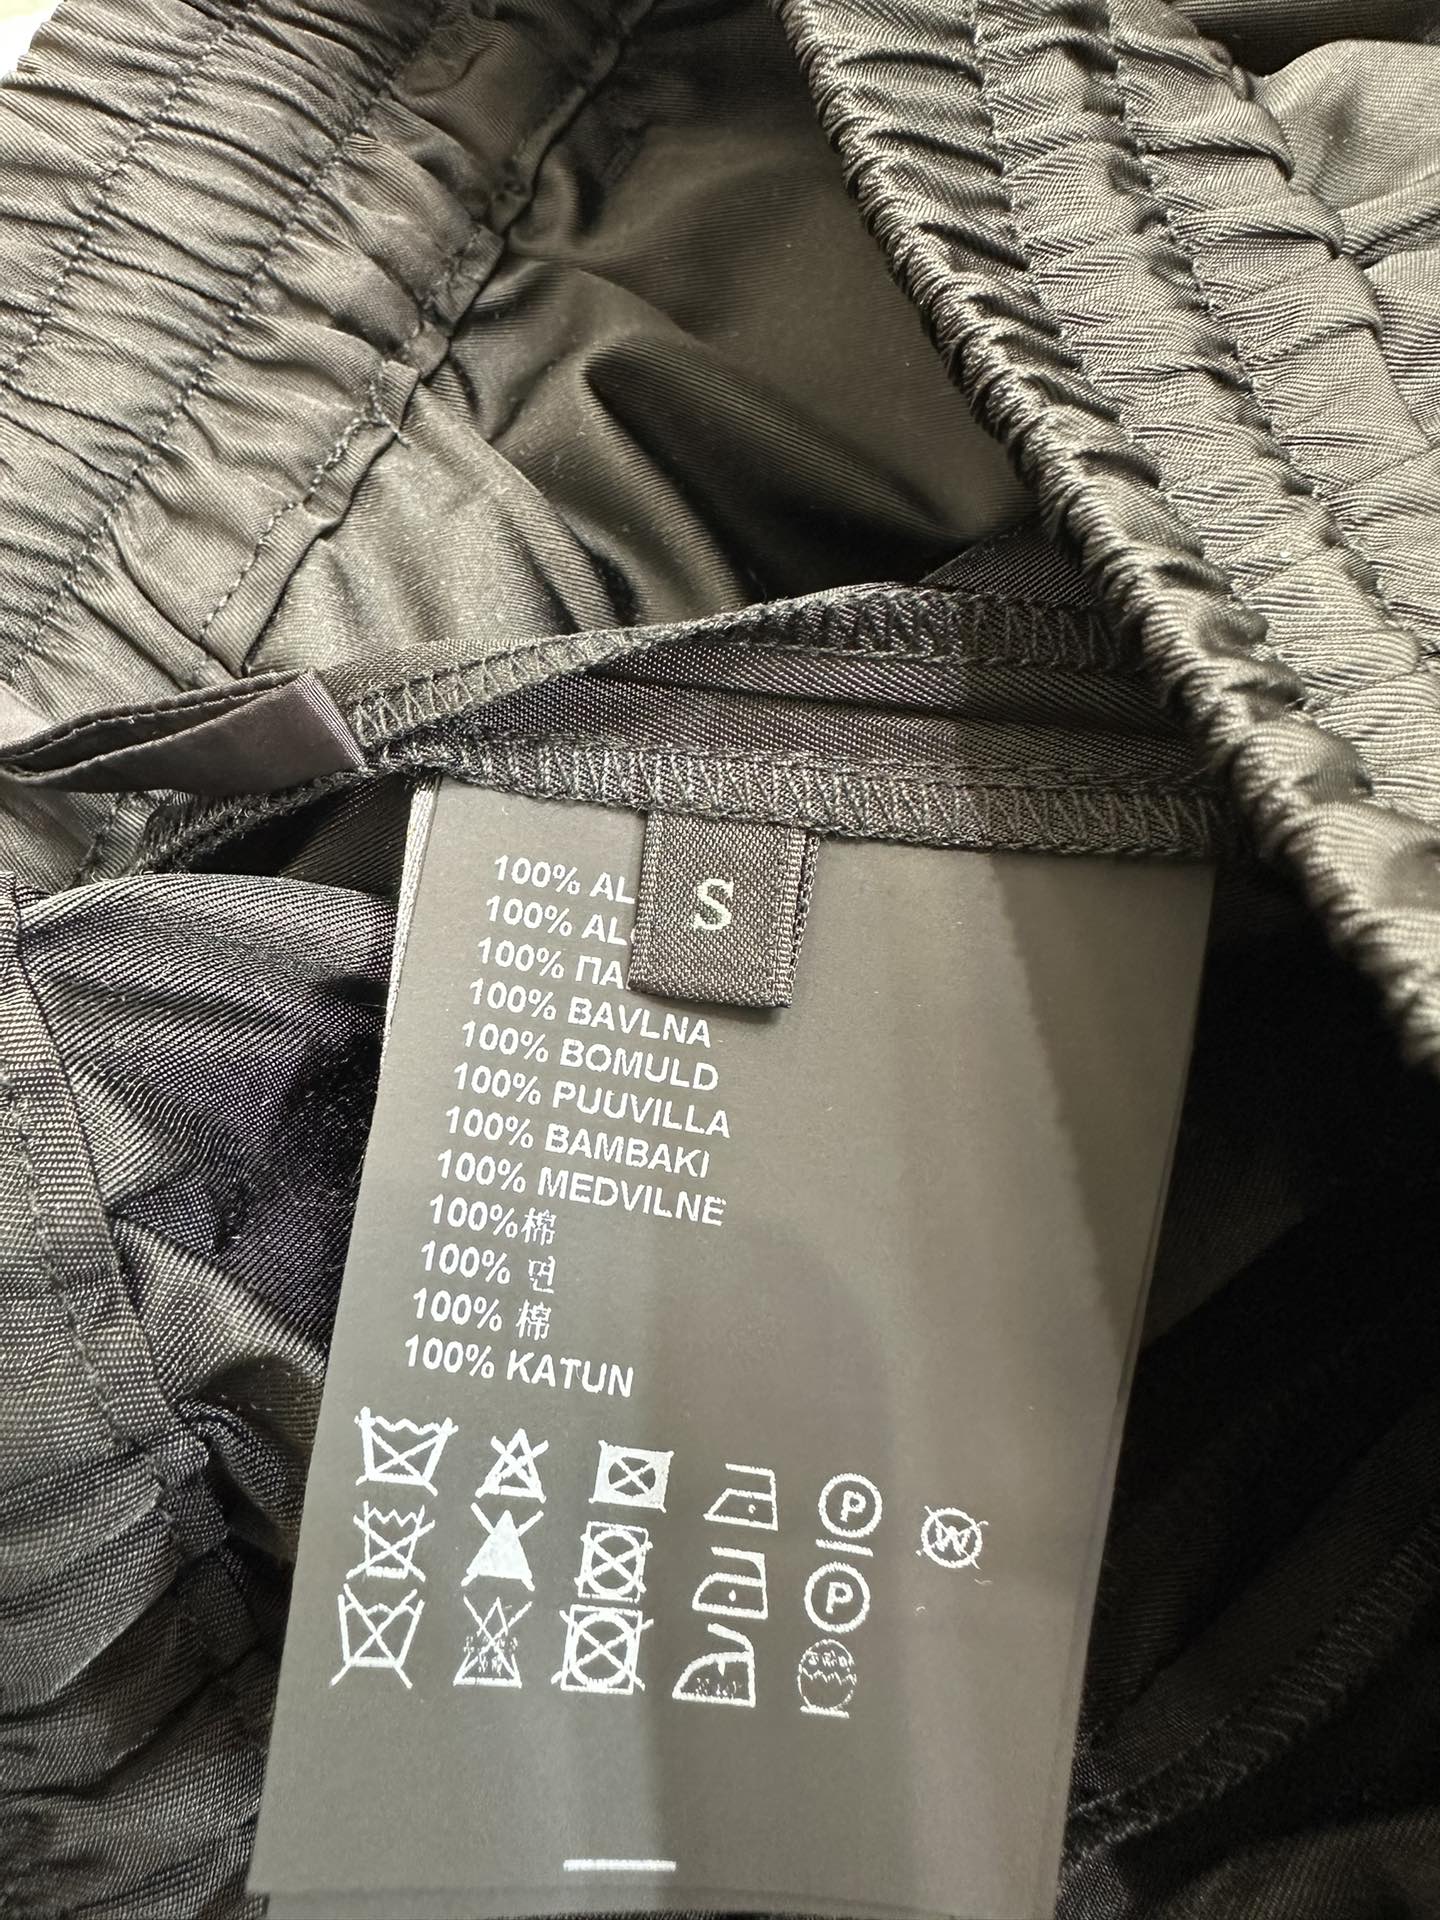 100% AL
S
100% AL
100% ПА
100% BAVLNA
100% BOMULD
100% PUUVILLA
100% BAMBAKI
100% MEDVILNE
100%棉
100% 면
100% 棉
100% KATUN
P
W
P